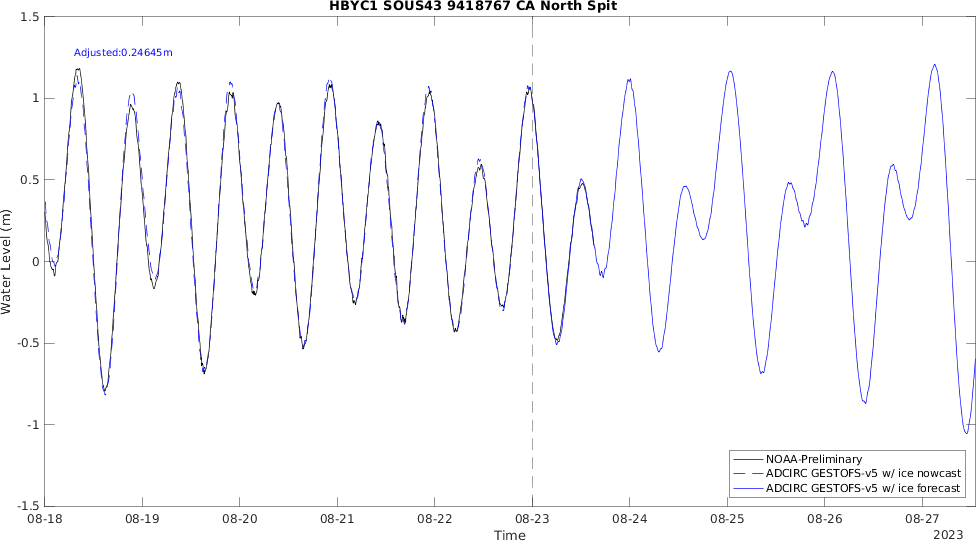 HBYC1 SOUS43 9418767 CA North Spit
Adjusted:0.24645m
1.5
1
0.5
0
-0.5
-1
-1.5
Water Level (m)
NOAA-Preliminary
ADCIRC GESTOFS-v5 w/ ice nowcast
ADCIRC GESTOFS-v5 w/ ice forecast
08-18 08-19 08-20 08-21 08-22 08-23 08-24 08-25 08-26 08-27
Time
2023